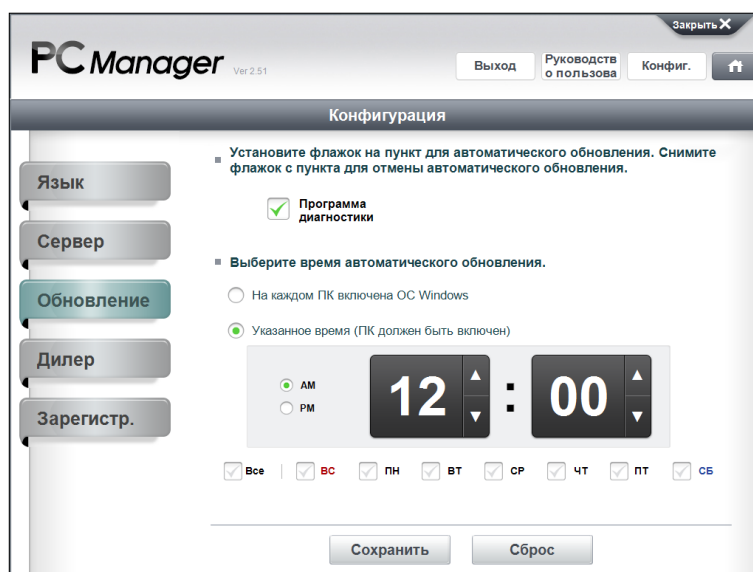 Закрыть X
PC Manager Ver 2.51
Выход
Руководств
о пользова
Конфиг.
Конфигурация
Язык
Сервер
Обновление
Дилер
Зарегистр.
Установите флажок на пункт для автоматического обновления. Снимите
флажок с пункта для отмены автоматического обновления.
Программа
диагностики
Выберите время автоматического обновления.
На каждом ПК включена ОС Windows
Указанное время (ПК должен быть включен)
AM
PM
12 : 00
Все | ВС ПН ВТ СР ЧТ ПТ СБ
Сохранить Сброс